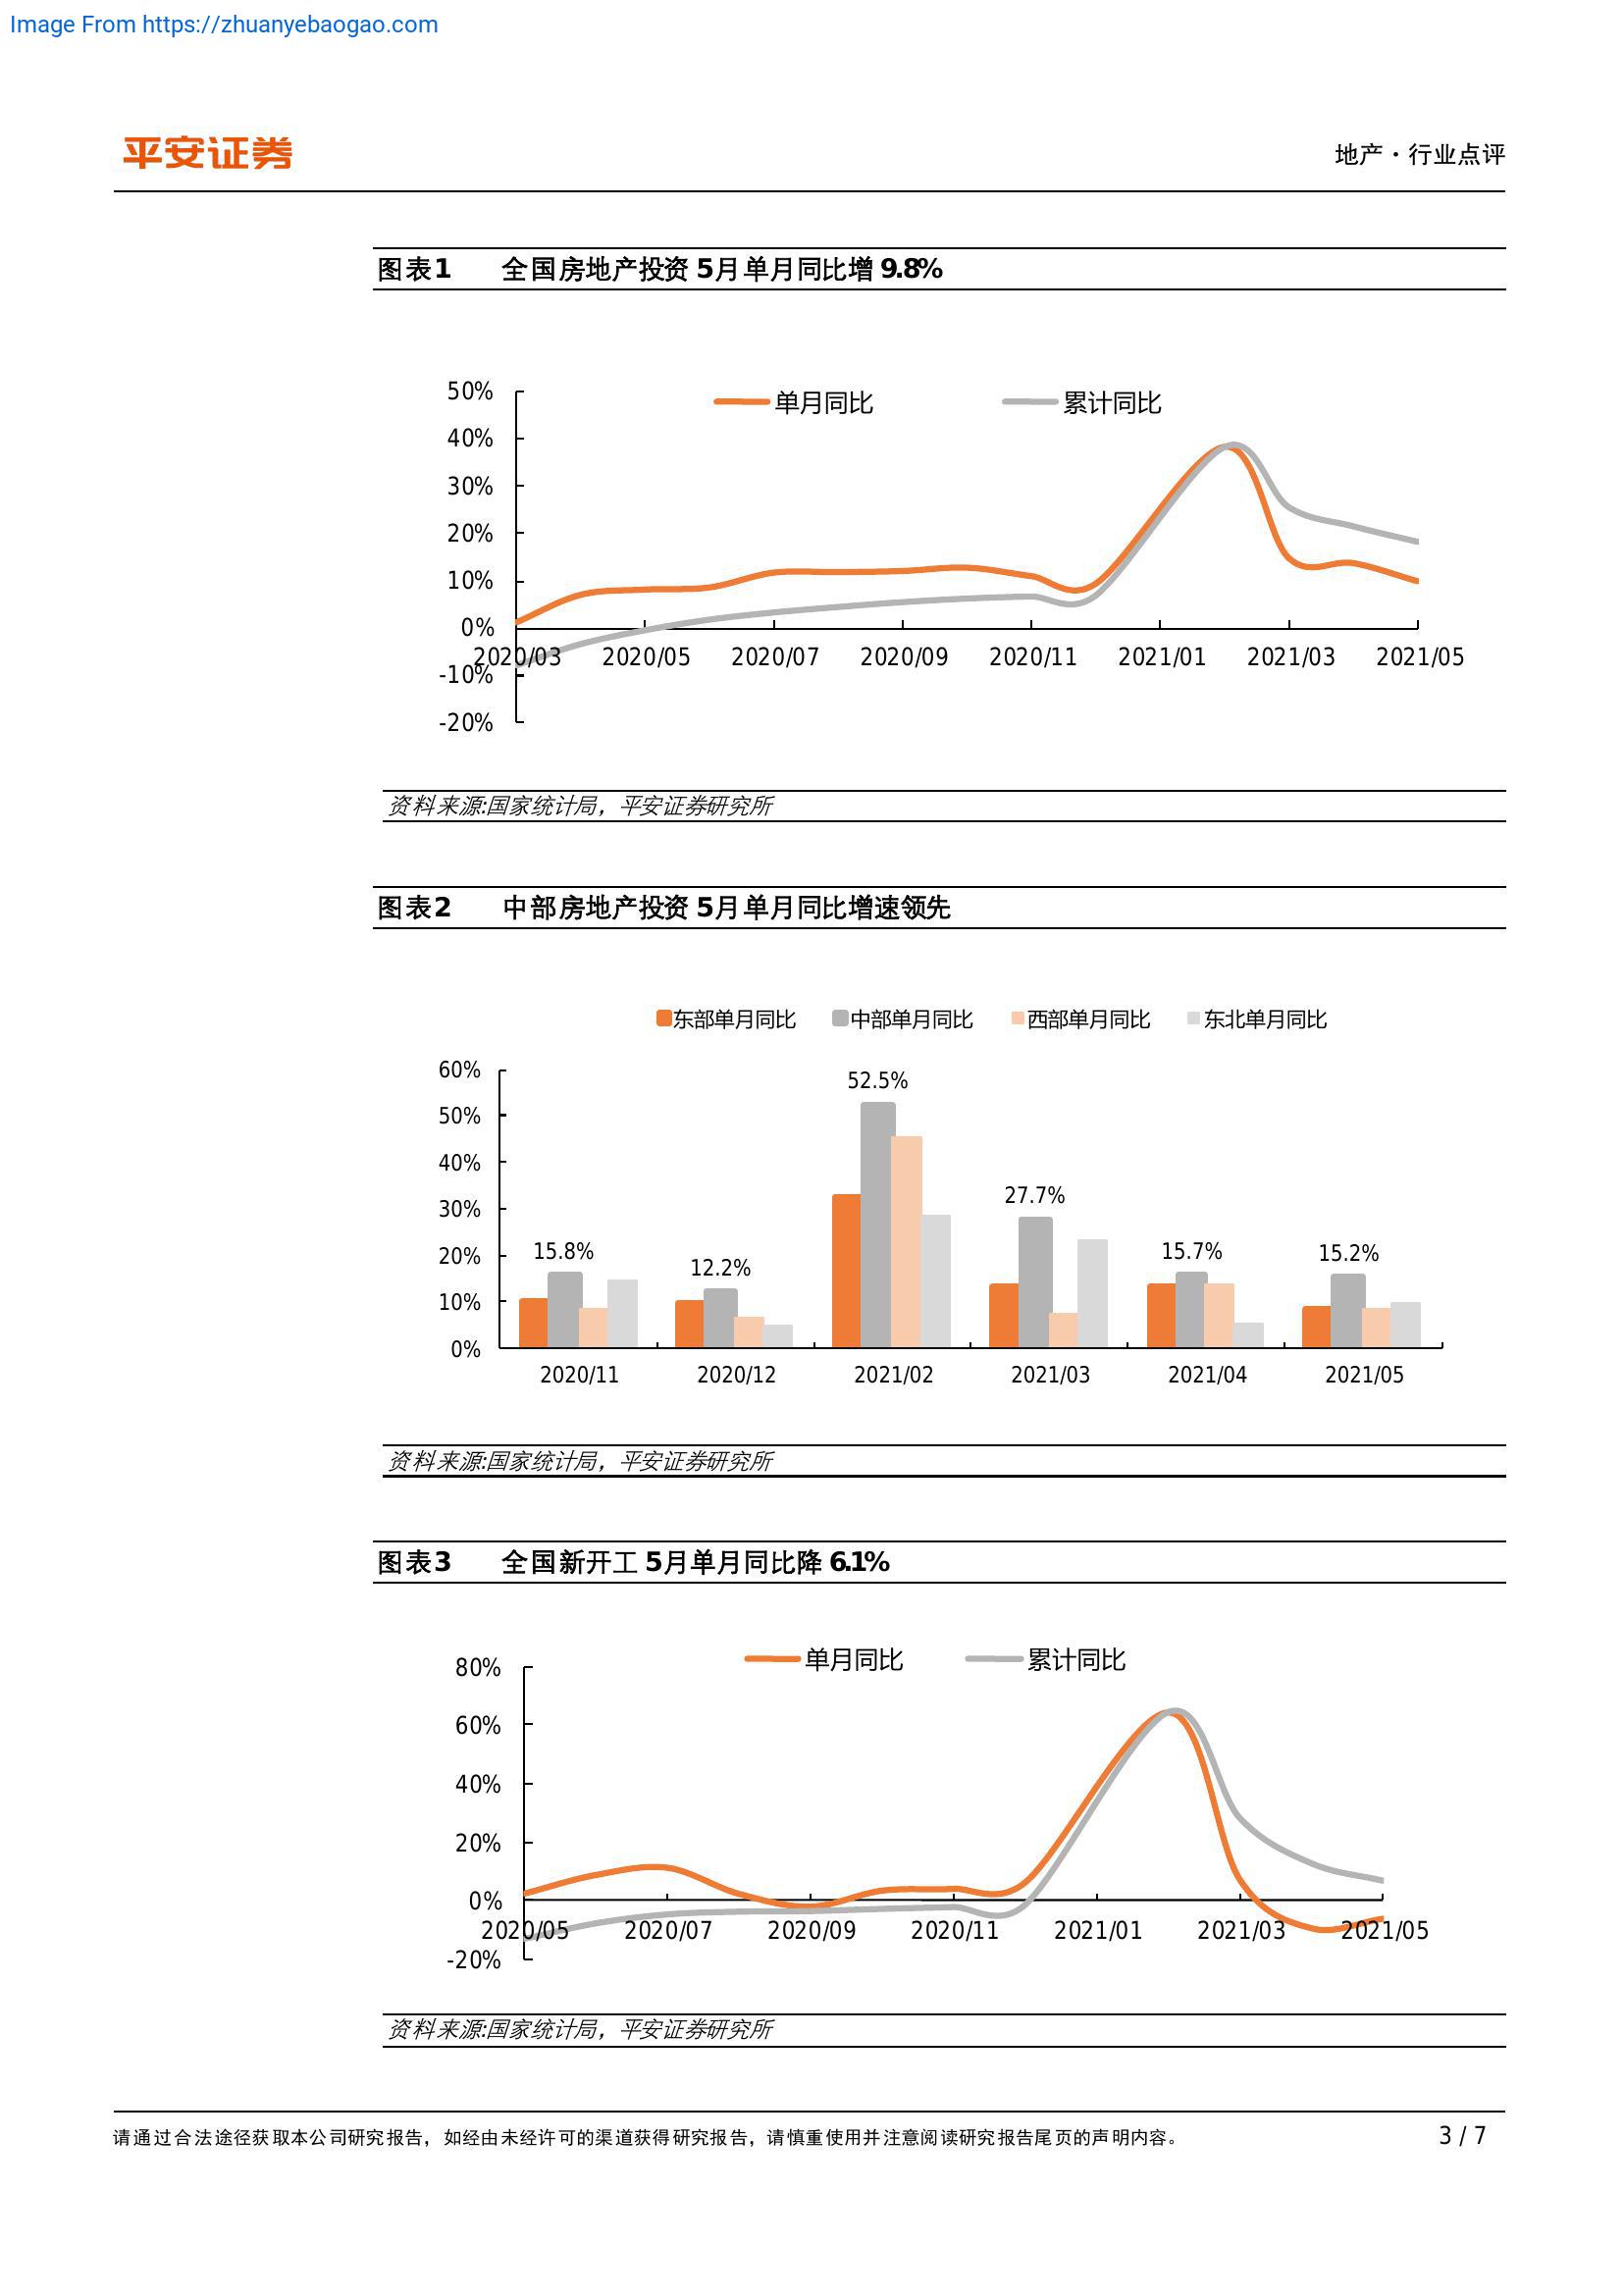 Image From https://zhuanyebaogao.com
平安证券
地产·行业点评
图表1 全国房地产投资5月单月同比增9.8%
单月同比 累计同比
50%
40%
30%
20%
10%
0%
-10%
-20%
2020/03 2020/05 2020/07 2020/09 2020/11 2021/01 2021/03 2021/05
资料来源:国家统计局，平安证券研究所
图表2 中部房地产投资5月单月同比增速领先
东部单月同比 中部单月同比 西部单月同比 东北单月同比
60%
50%
40%
30%
20%
10%
0%
15.8% 12.2% 52.5% 27.7% 15.7% 15.2%
2020/11 2020/12 2021/02 2021/03 2021/04 2021/05
资料来源:国家统计局，平安证券研究所
图表3 全国新开工5月单月同比降6.1%
单月同比 累计同比
80%
60%
40%
20%
0%
-20%
2020/05 2020/07 2020/09 2020/11 2021/01 2021/03 2021/05
资料来源:国家统计局，平安证券研究所
请通过合法途径获取本公司研究报告，如经由未经许可的渠道获得研究报告，请慎重使用并注意阅读研究报告尾页的声明内容。
3 / 7